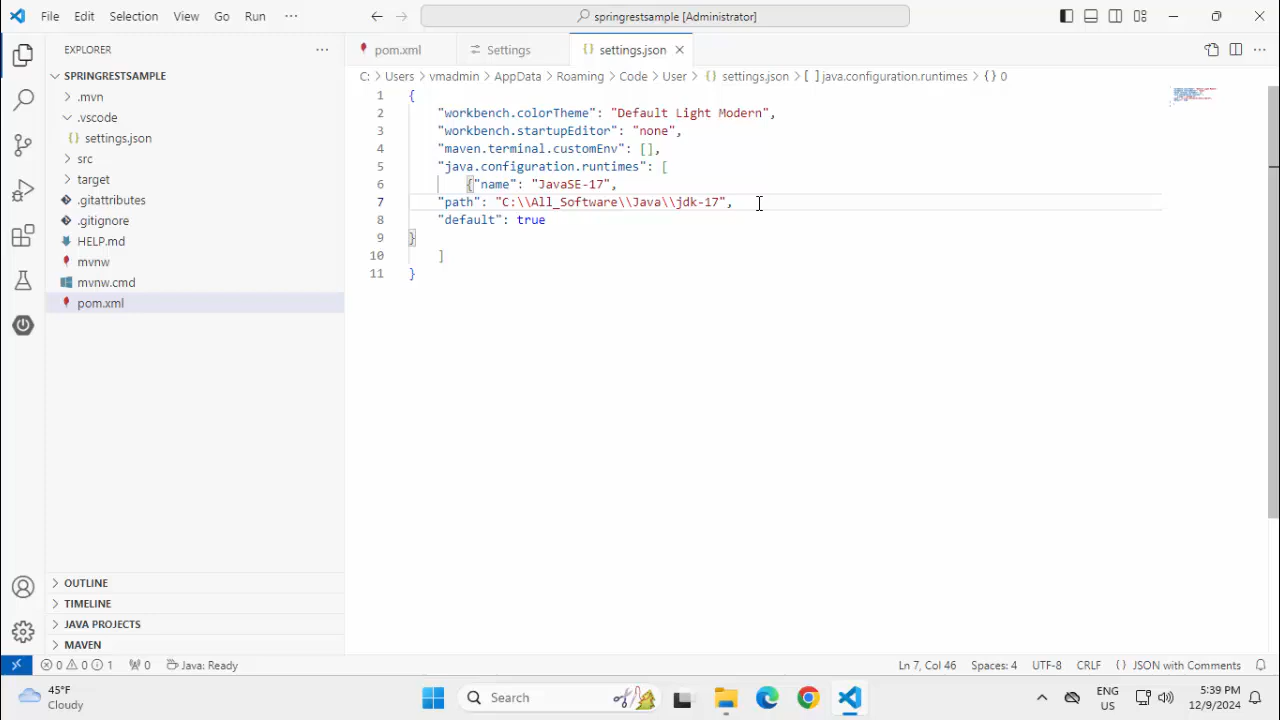 File Edit Selection View Go Run ··· springrestsample [Administrator]
EXPLORER ···
SPRINGRESTSAMPLE
.mvn
.vscode
settings.json
src
target
.gitattributes
.gitignore
HELP.md
mvnw
mvnw.cmd
pom.xml
OUTLINE
TIMELINE
JAVA PROJECTS
MAVEN
pom.xml Settings settings.json
C: > Users > vmadmin > AppData > Roaming > Code > User > {} settings.json > [ ] java.configuration.runtimes > {} 0
1 {
2 "workbench.colorTheme": "Default Light Modern",
3 "workbench.startupEditor": "none",
4 "maven.terminal.customEnv": [],
5 "java.configuration.runtimes": [
6 {"name": "JavaSE-17",
7 "path": "C:\\All_Software\\Java\\jdk-17",
8 "default": true
9 }
10 ]
11 }
0 0 1 0 Java: Ready Ln 7, Col 46 Spaces: 4 UTF-8 CRLF {} JSON with Comments
45°F
Cloudy
Search
ENG
US
5:39 PM
12/9/2024